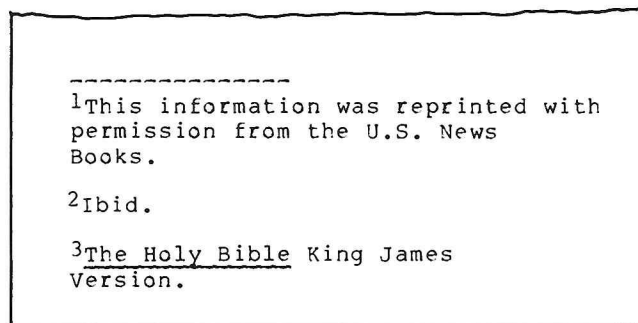 ---------------
1This information was reprinted with
permission from the U.S. News
Books.
2Ibid.
3The Holy Bible King James
Version.